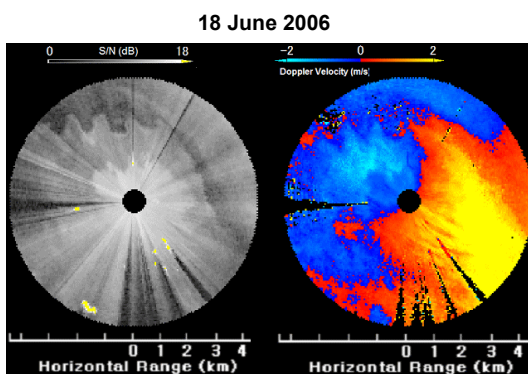 18 June 2006
0 S/N (dB) 18
-2 0 2
Doppler Velocity (m/s)
0 1 2 3 4
Horizontal Range (km)
0 1 2 3 4
Horizontal Range (km)